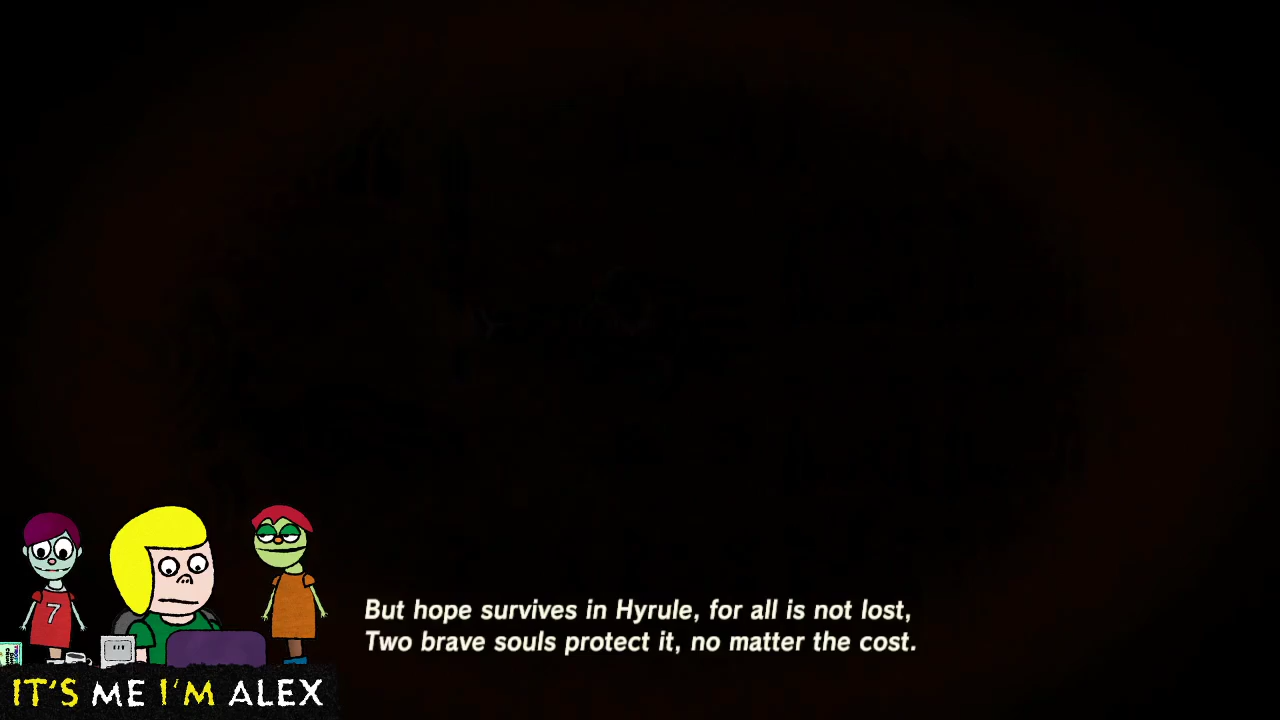 But hope survives in Hyrule, for all is not lost,
Two brave souls protect it, no matter the cost.
7
IT'S ME I'M ALEX